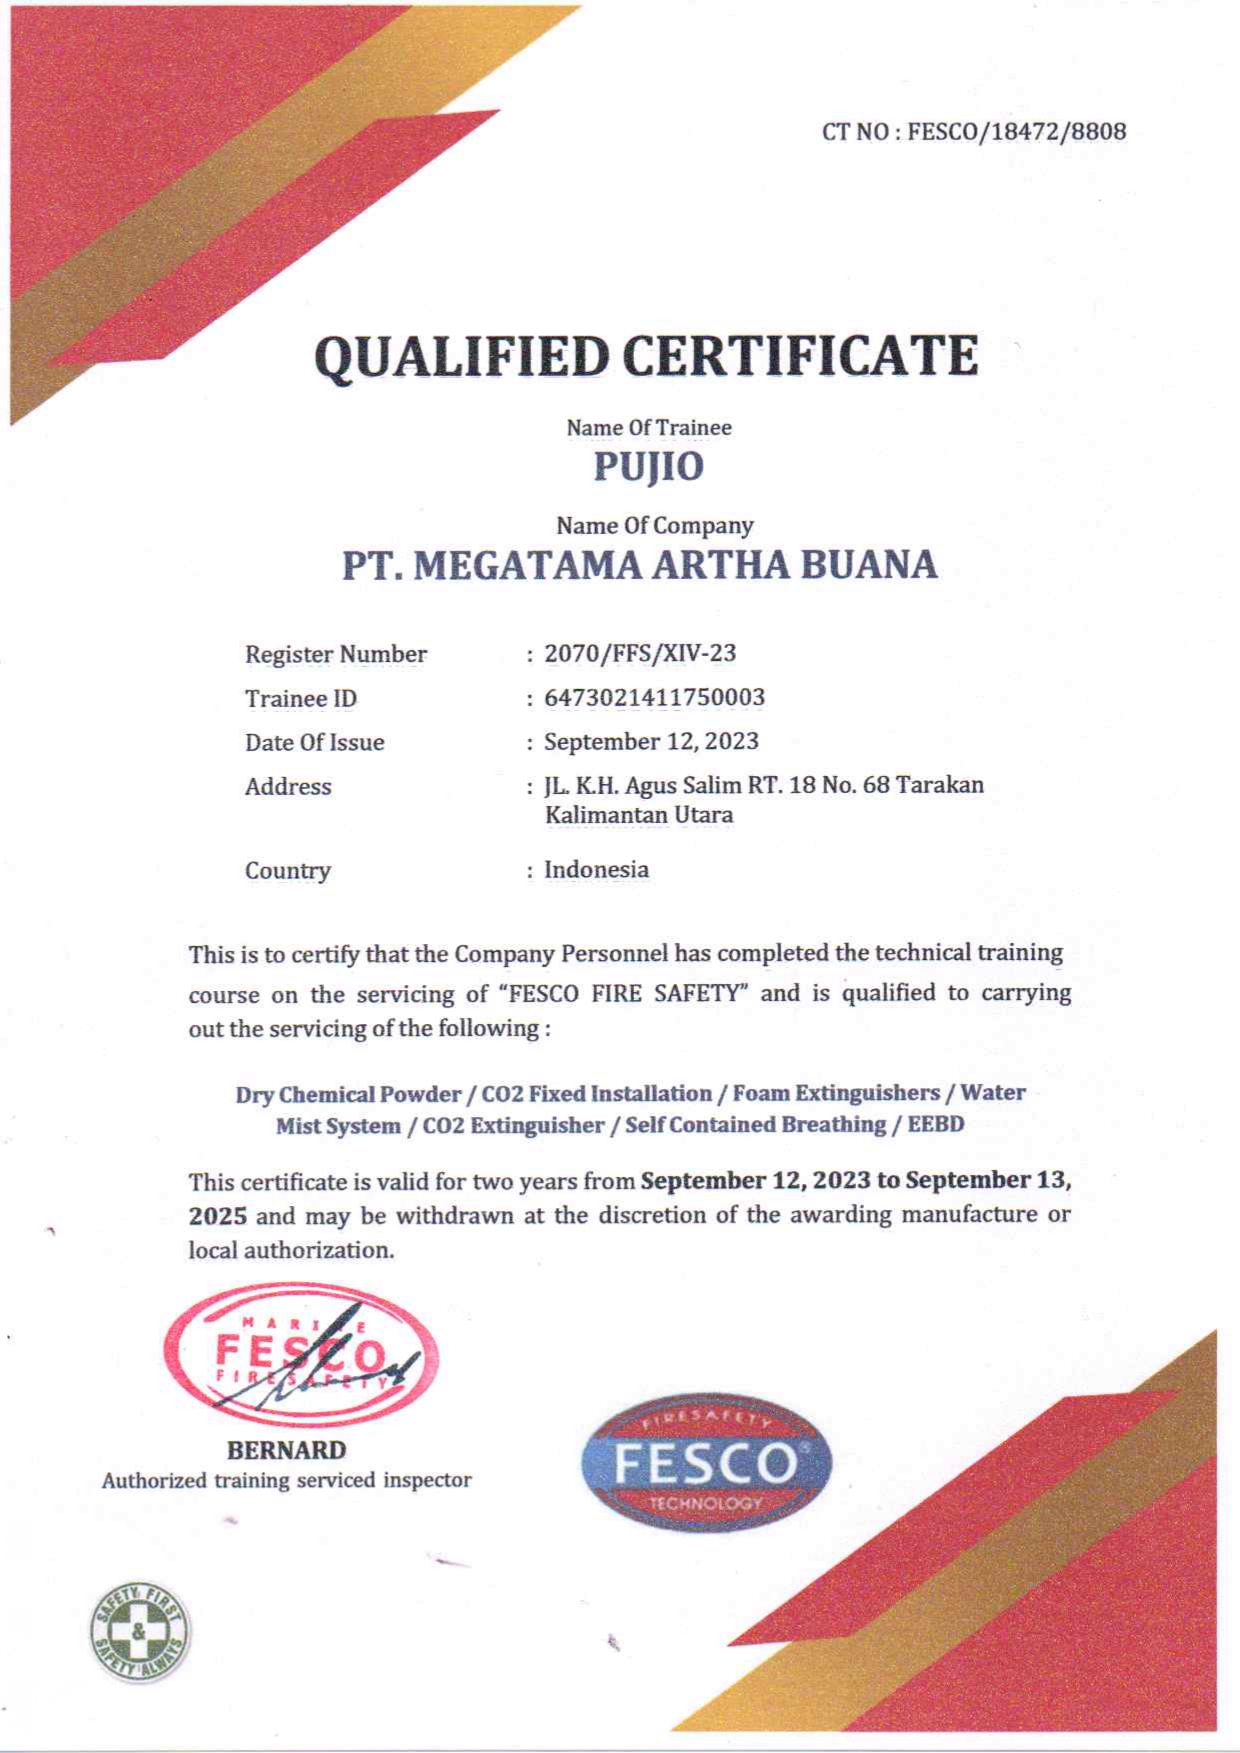 CT NO : FESCO/18472/8808
QUALIFIED CERTIFICATE
Name Of Trainee
PUJIO
Name Of Company
PT. MEGATAMA ARTHA BUANA
Register Number : 2070/FFS/XIV-23
Trainee ID : 6473021411750003
Date Of Issue : September 12, 2023
Address : JL. K.H. Agus Salim RT. 18 No. 68 Tarakan
Kalimantan Utara
Country : Indonesia
This is to certify that the Company Personnel has completed the technical training
course on the servicing of “FESCO FIRE SAFETY” and is qualified to carrying
out the servicing of the following :
Dry Chemical Powder / CO2 Fixed Installation / Foam Extinguishers / Water
Mist System / CO2 Extinguisher / Self Contained Breathing / EEBD
This certificate is valid for two years from September 12, 2023 to September 13,
2025 and may be withdrawn at the discretion of the awarding manufacture or
local authorization.
MARINE
FESCO
FIRESAFETY
BERNARD
Authorized training serviced inspector
FIRESAFETY
FESCO®
TECHNOLOGY
SAFETY FIRST
&
SAFETY ALWAYS